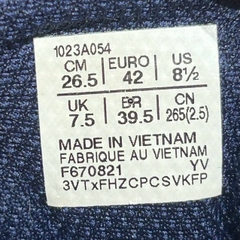 1023A054
CM EURO US
26.5 42 8½
UK BR CN
7.5 39.5 265(2.5)
MADE IN VIETNAM
FABRIQUE AU VIETNAM
F670821 YV
3VTxFHZCPCSVKFP